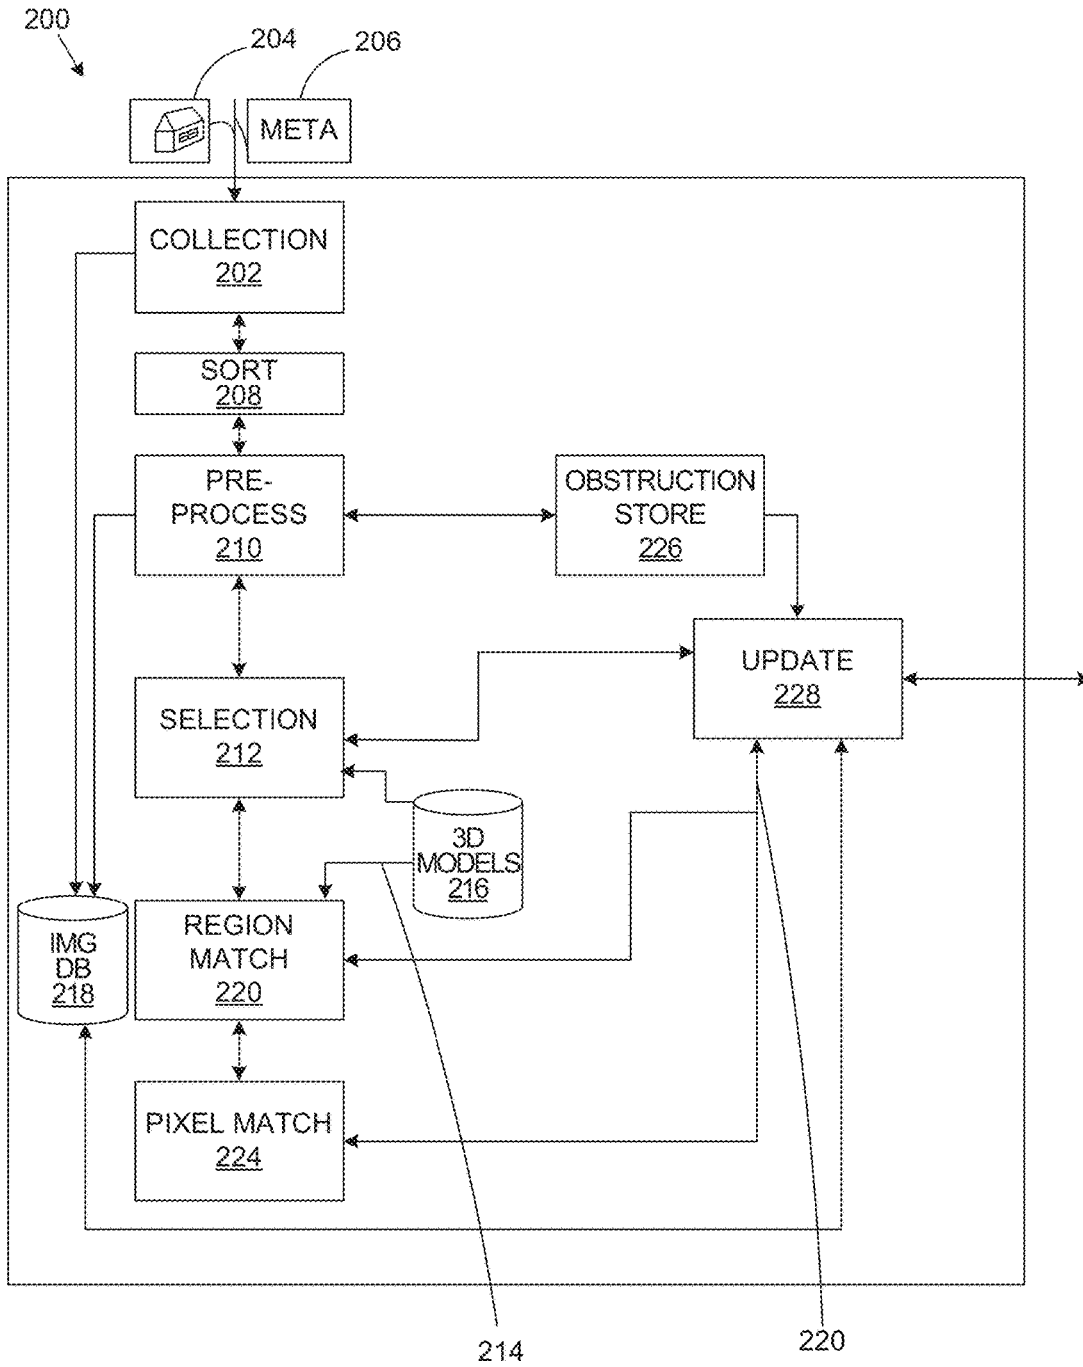 200
204
206
META
COLLECTION
202
SORT
208
PRE-
PROCESS
210
OBSTRUCTION
STORE
226
UPDATE
228
SELECTION
212
3D
MODELS
216
REGION
MATCH
220
IMG
DB
218
PIXEL MATCH
224
214
220